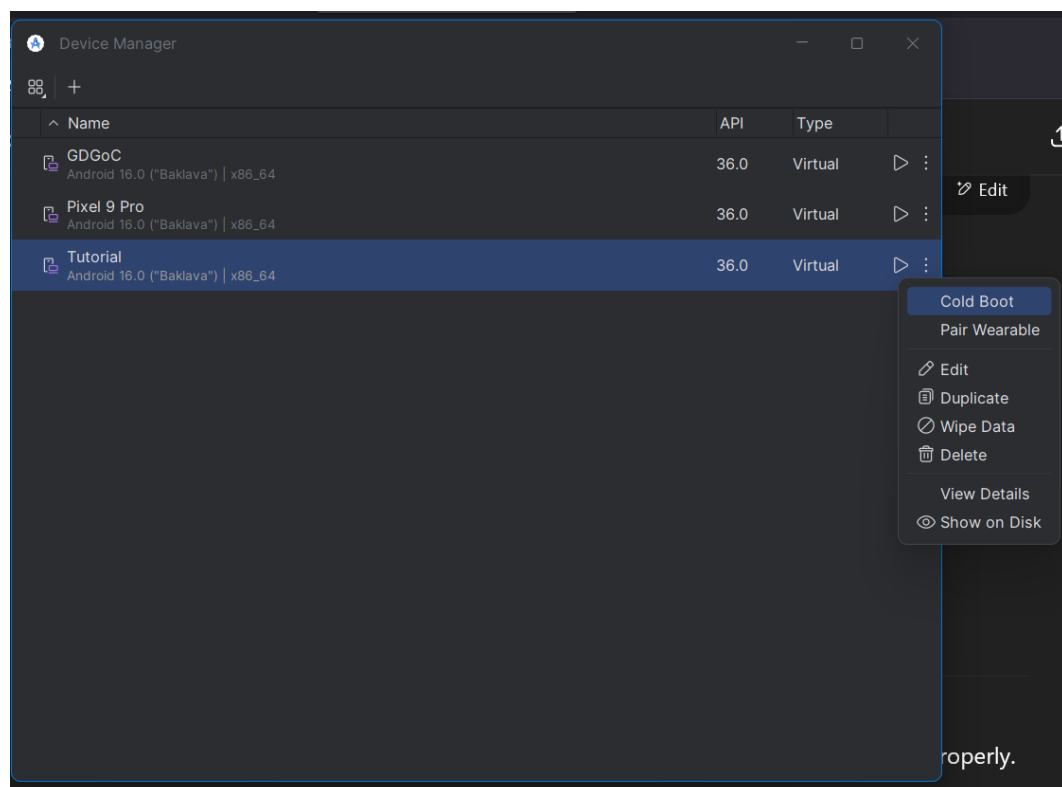 Device Manager
Name API Type
GDGoC
Android 16.0 ("Baklava") | x86_64
36.0 Virtual
Pixel 9 Pro
Android 16.0 ("Baklava") | x86_64
36.0 Virtual
Tutorial
Android 16.0 ("Baklava") | x86_64
36.0 Virtual
Edit
Cold Boot
Pair Wearable
Edit
Duplicate
Wipe Data
Delete
View Details
Show on Disk
roperly.